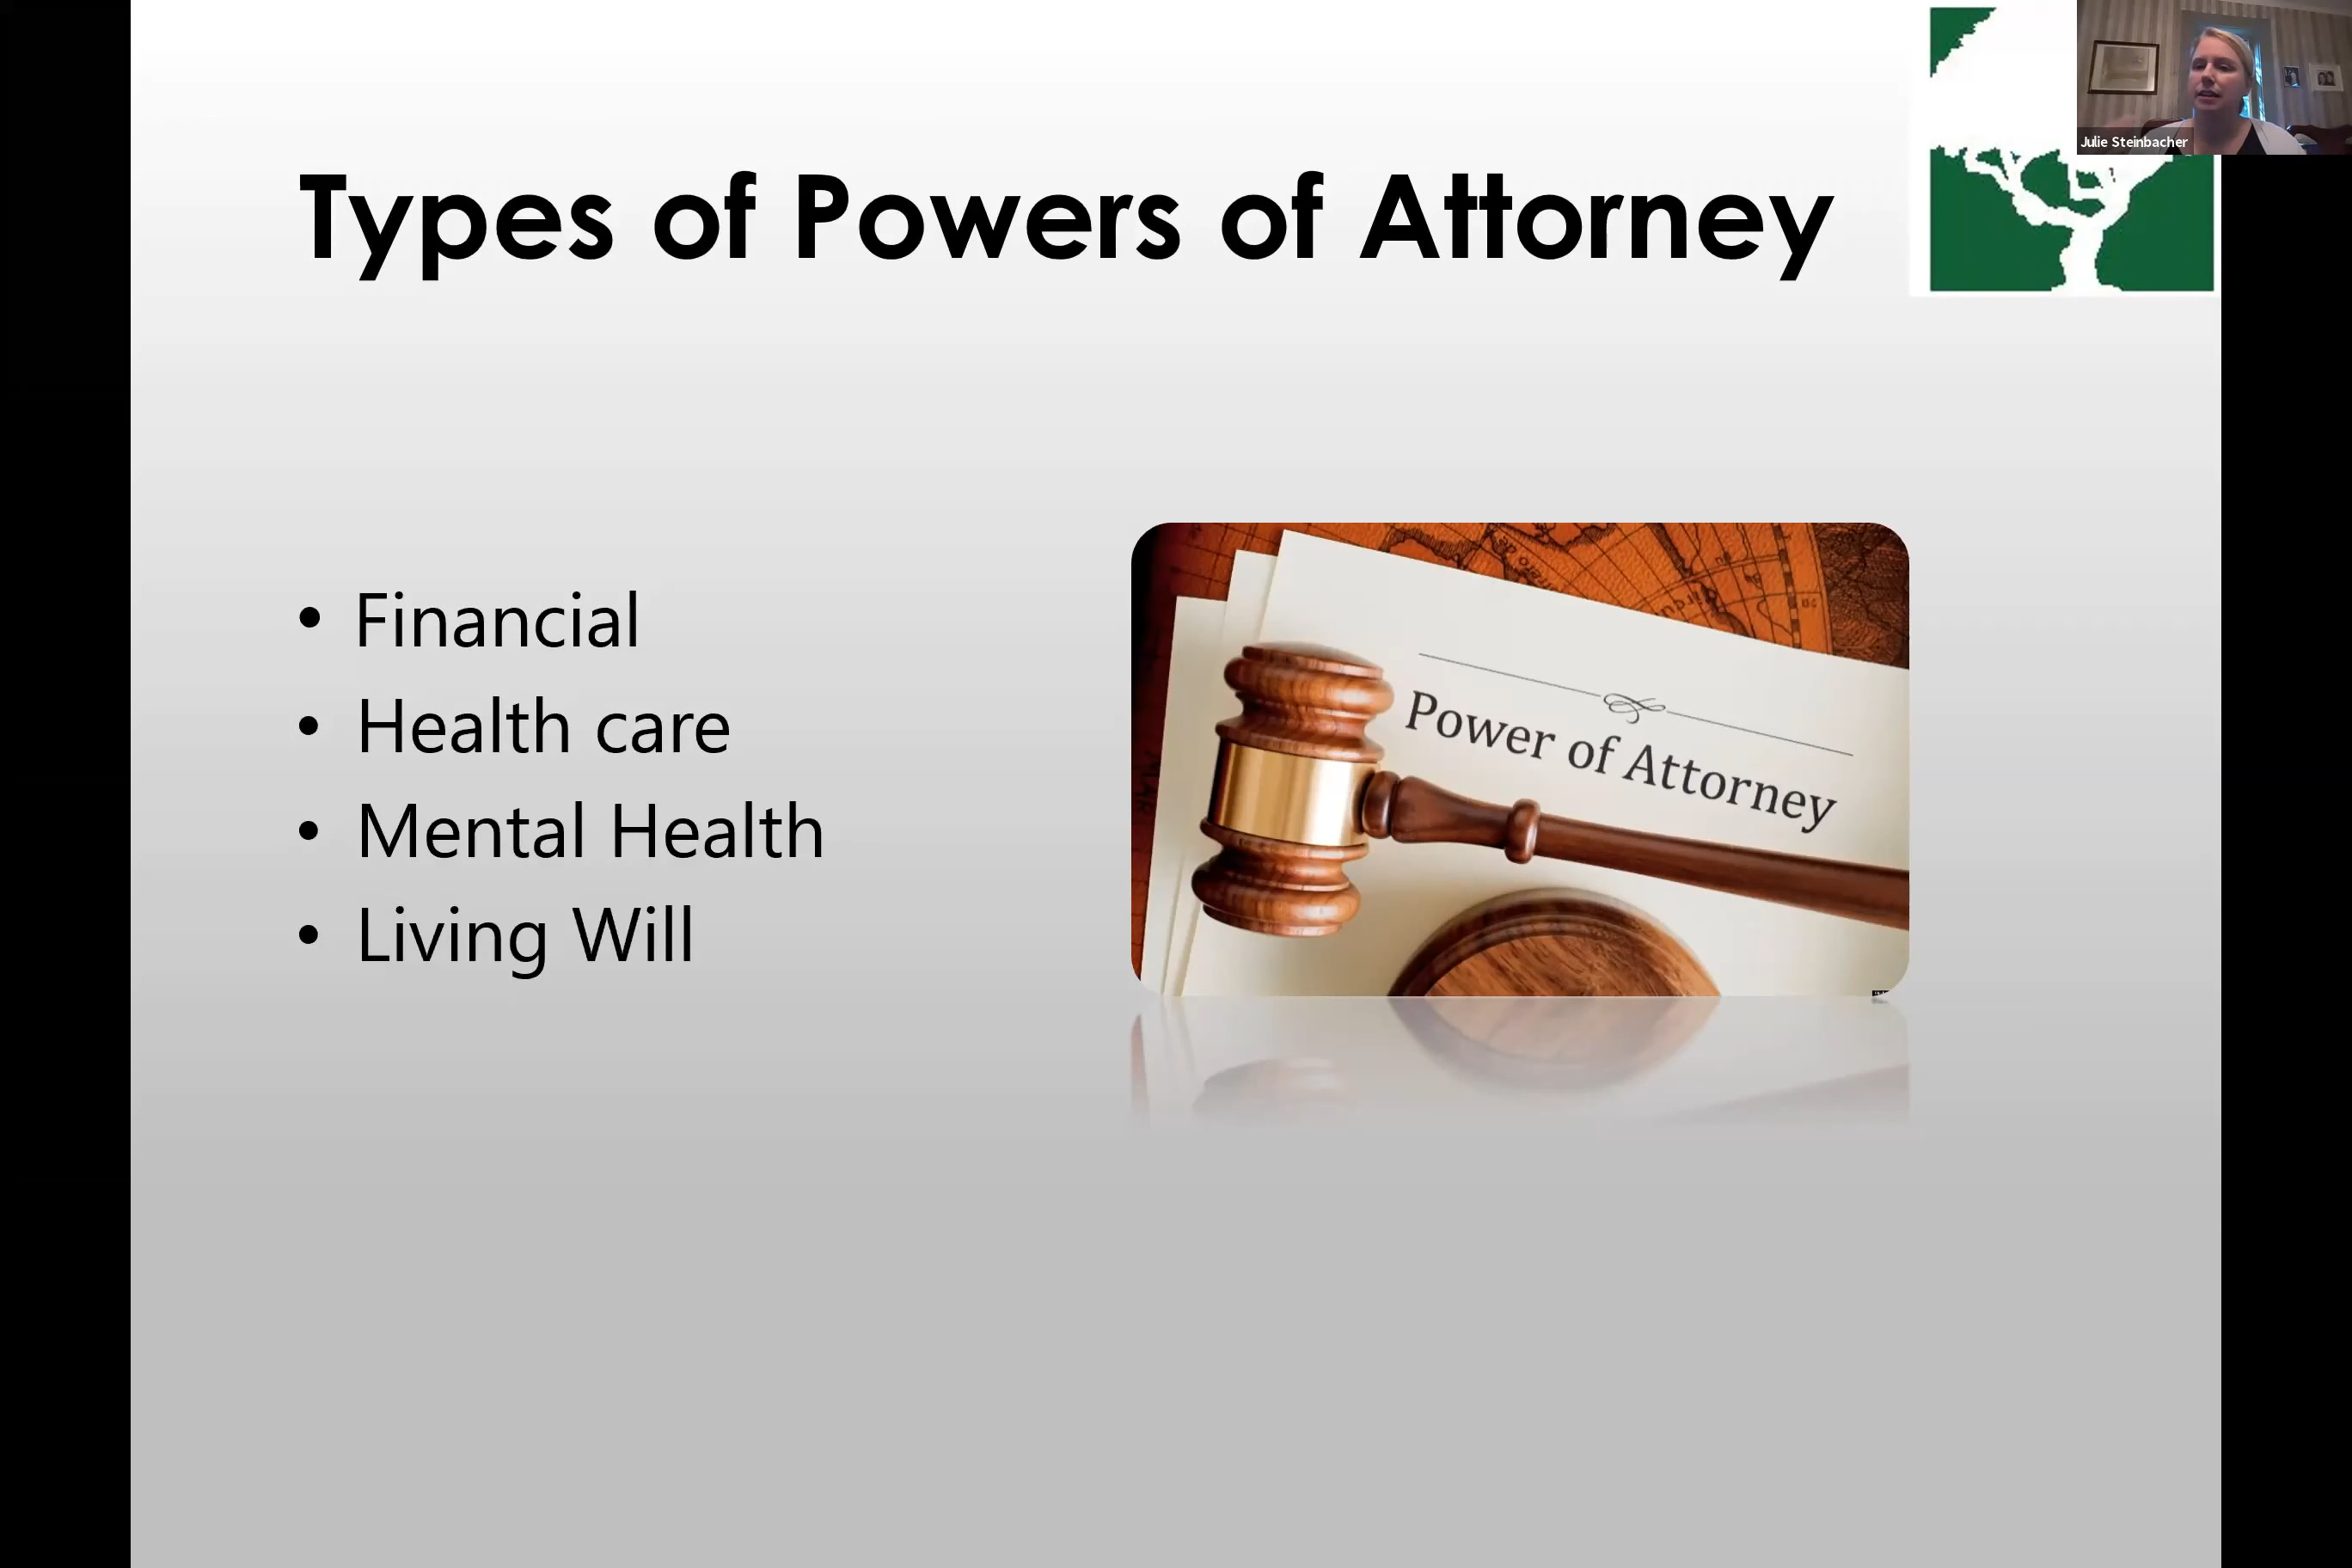 Julie Steinbacher
Types of Powers of Attorney
• Financial
• Health care
• Mental Health
• Living Will
Power of Attorney